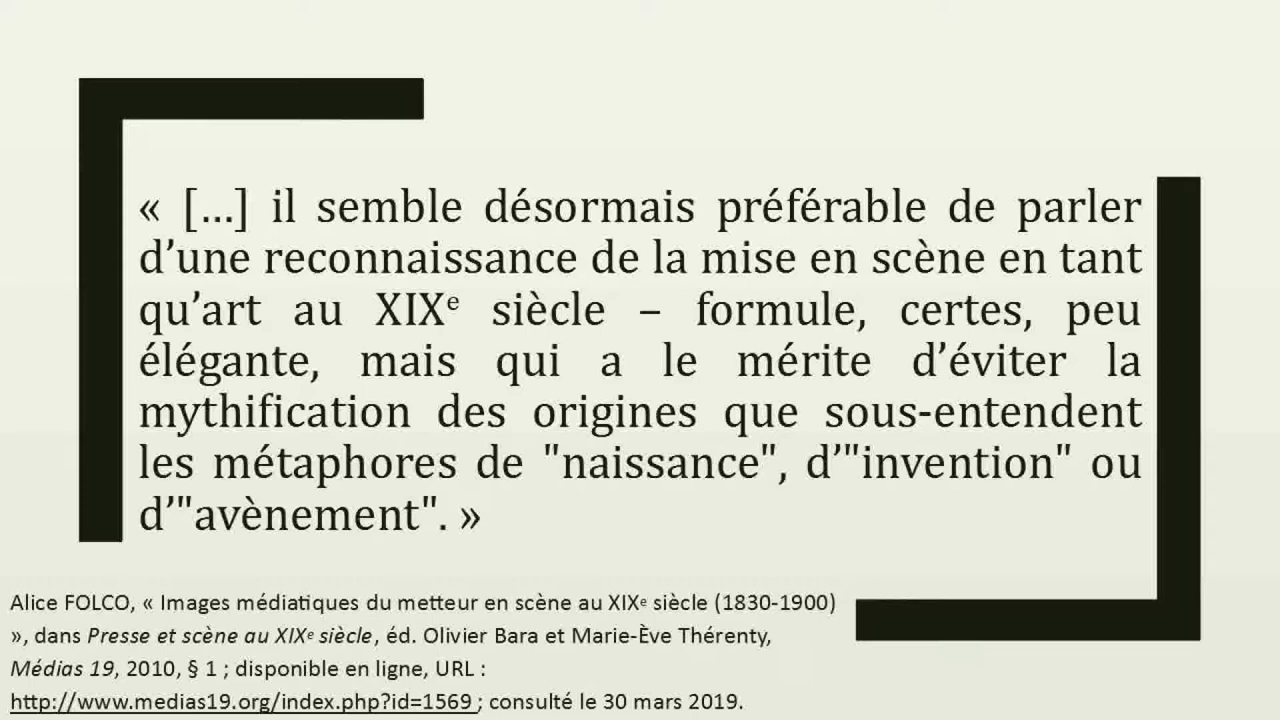 « […] il semble désormais préférable de parler
d’une reconnaissance de la mise en scène en tant
qu’art au XIXᵉ siècle – formule, certes, peu
élégante, mais qui a le mérite d’éviter la
mythification des origines que sous-entendent
les métaphores de "naissance", d’"invention" ou
d’"avènement". »
Alice FOLCO, « Images médiatiques du metteur en scène au XIXᵉ siècle (1830-1900)
», dans Presse et scène au XIXᵉ siècle, éd. Olivier Bara et Marie-Ève Thérenty,
Médias 19, 2010, § 1 ; disponible en ligne, URL :
http://www.medias19.org/index.php?id=1569 ; consulté le 30 mars 2019.